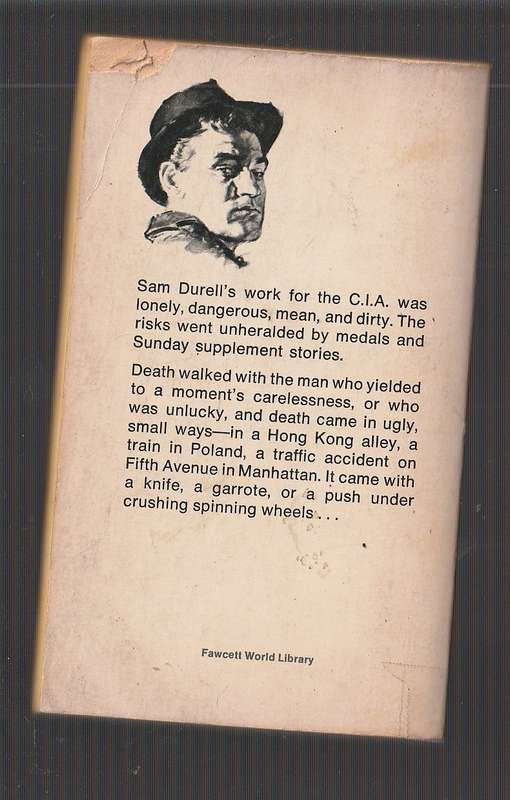 Sam Durell's work for the C.I.A. was
lonely, dangerous, mean, and dirty. The
risks went unheralded by medals and
Sunday supplement stories.
Death walked with the man who yielded
to a moment's carelessness, or who
was unlucky, and death came in ugly,
small ways—in a Hong Kong alley, a
train in Poland, a traffic accident on
Fifth Avenue in Manhattan. It came with
a knife, a garrote, or a push under
crushing spinning wheels . . .
Fawcett World Library